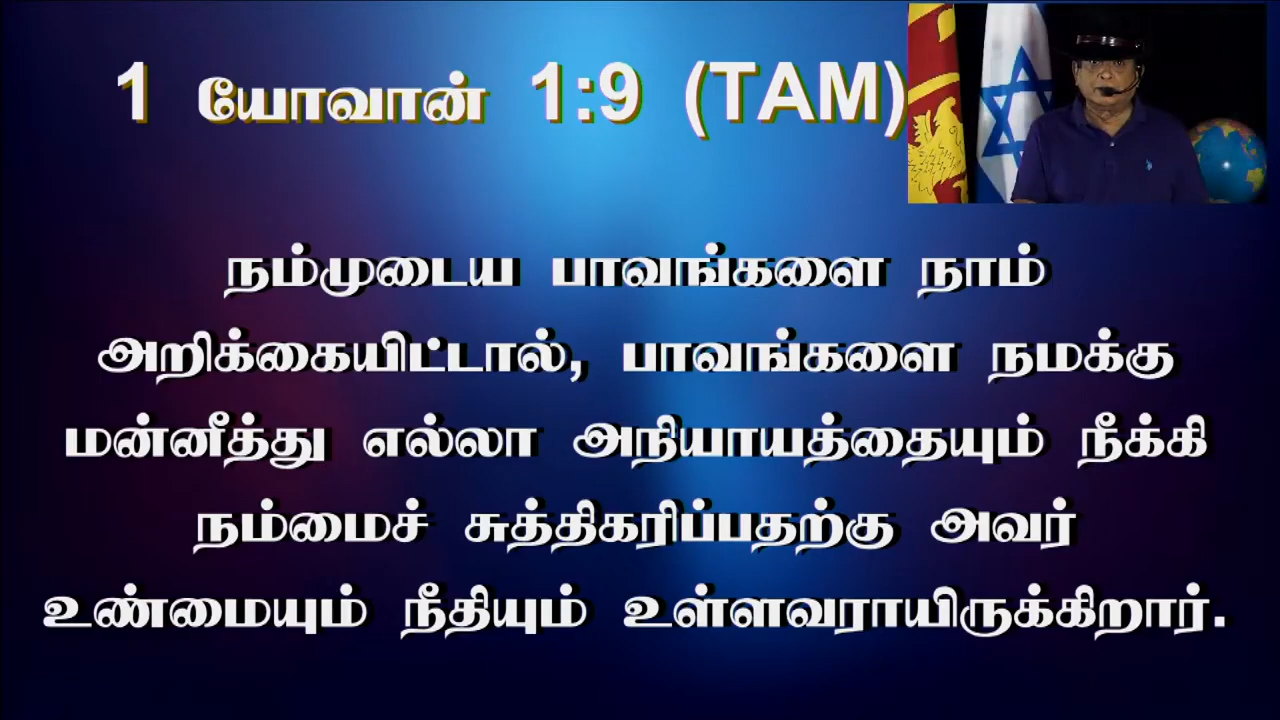 1 யோவான் 1:9 (TAM)
நம்முடைய பாவங்களை நாம்
அறிக்கையிட்டால், பாவங்களை நமக்கு
மன்னித்து எல்லா அநியாயத்தையும் நீக்கி
நம்மைச் சுத்திகரிப்பதற்கு அவர்
உண்மையும் நீதியும் உள்ளவராயிருக்கிறார்.